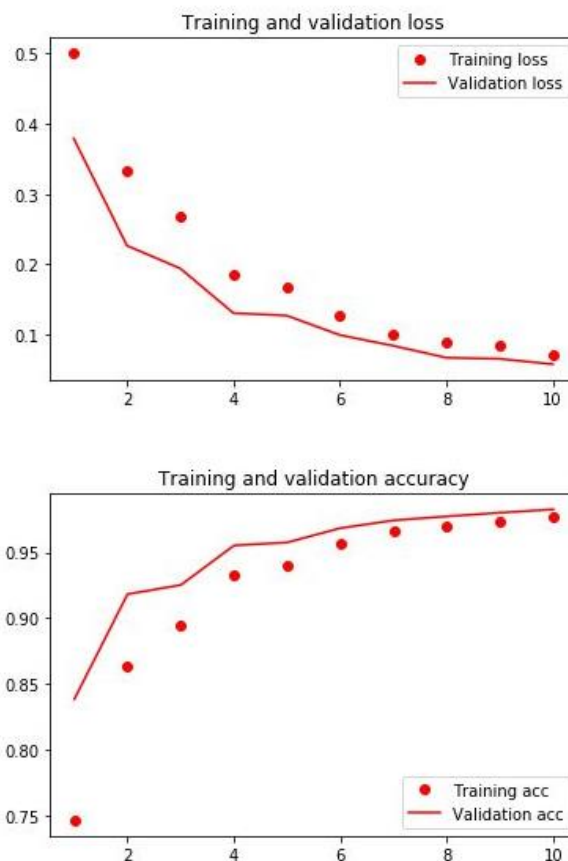 Training and validation loss
0.5
0.4
0.3
0.2
0.1
Training loss
Validation loss
2 4 6 8 10
Training and validation accuracy
0.95
0.90
0.85
0.80
0.75
Training acc
Validation acc
2 4 6 8 10